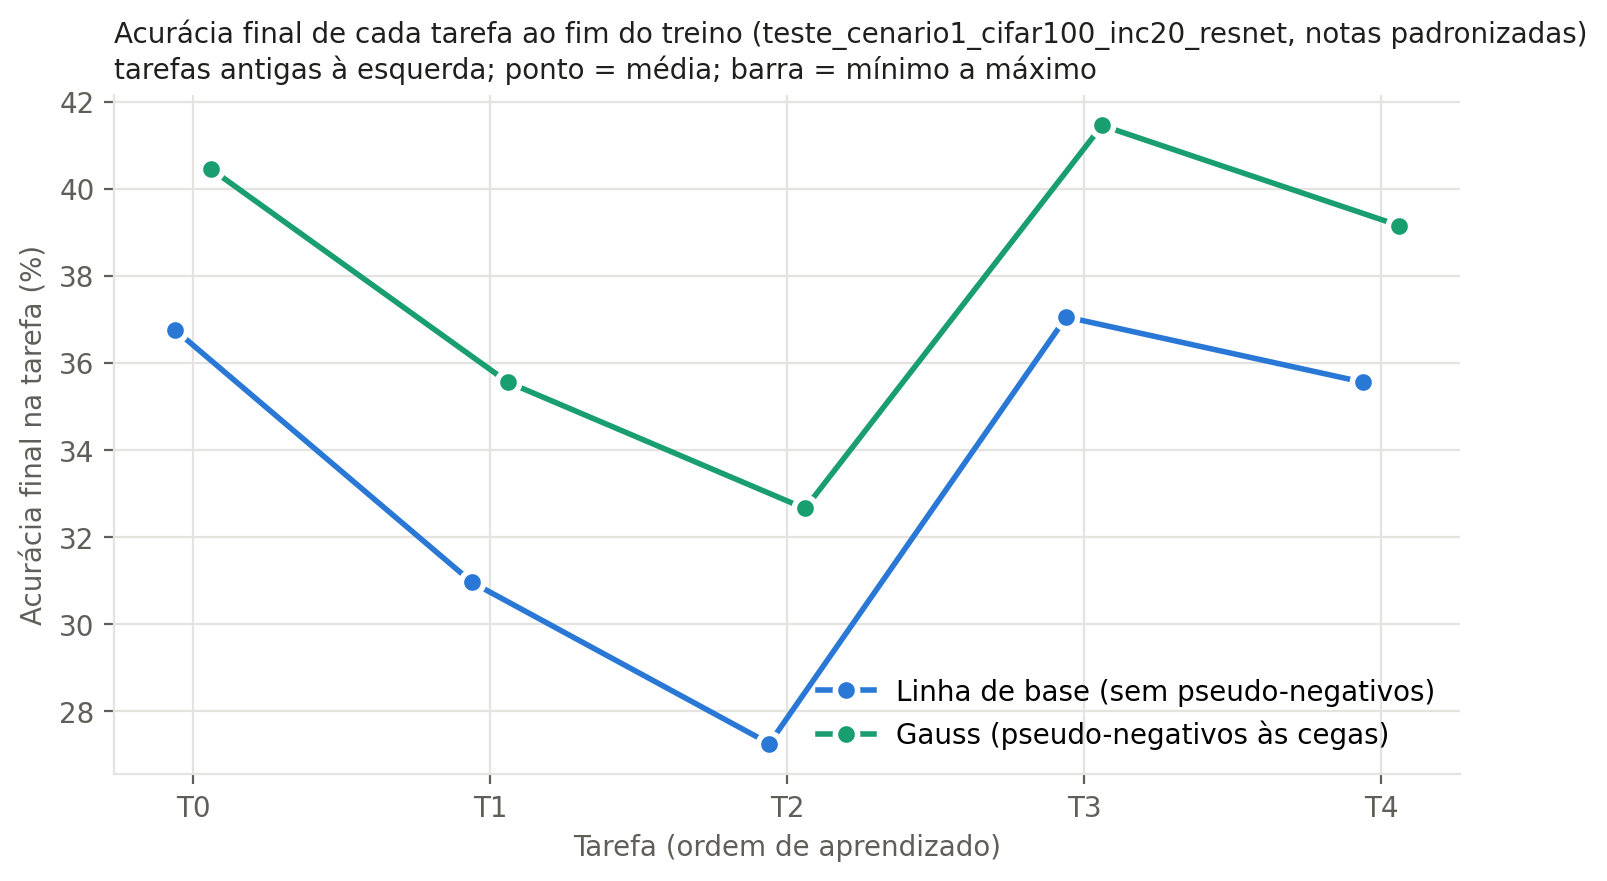 Acurácia final de cada tarefa ao fim do treino (teste_cenario1_cifar100_inc20_resnet, notas padronizadas)
tarefas antigas à esquerda; ponto = média; barra = mínimo a máximo
Acurácia final na tarefa (%)
42
40
38
36
34
32
30
28
Linha de base (sem pseudo-negativos)
Gauss (pseudo-negativos às cegas)
T0
T1
T2
T3
T4
Tarefa (ordem de aprendizado)